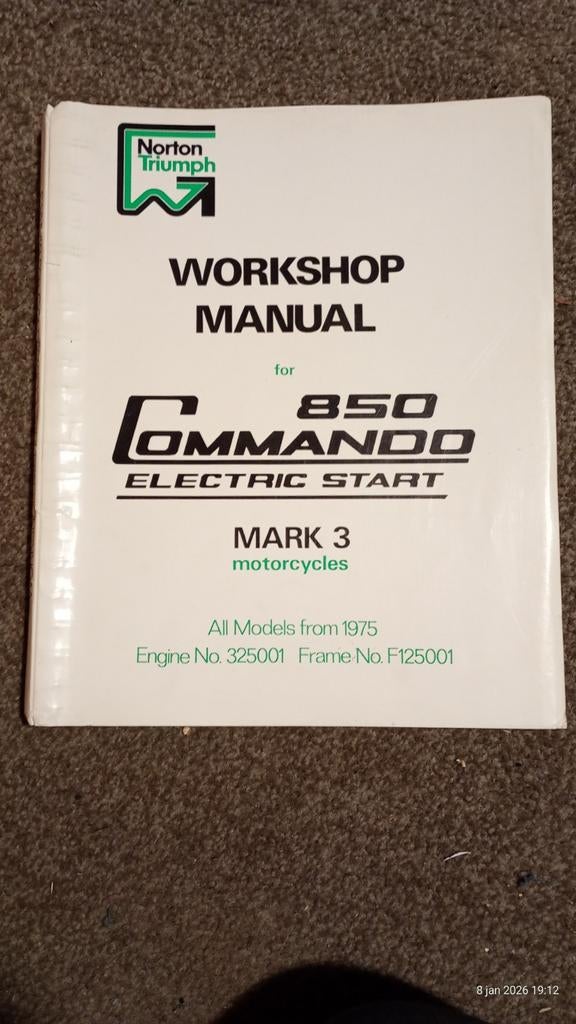 Norton
Triumph
WORKSHOP
MANUAL
for
850
COMMANDO
ELECTRIC START
MARK 3
motorcycles
All Models from 1975
Engine No. 325001 Frame No. F125001
8 jan 2026 19:12